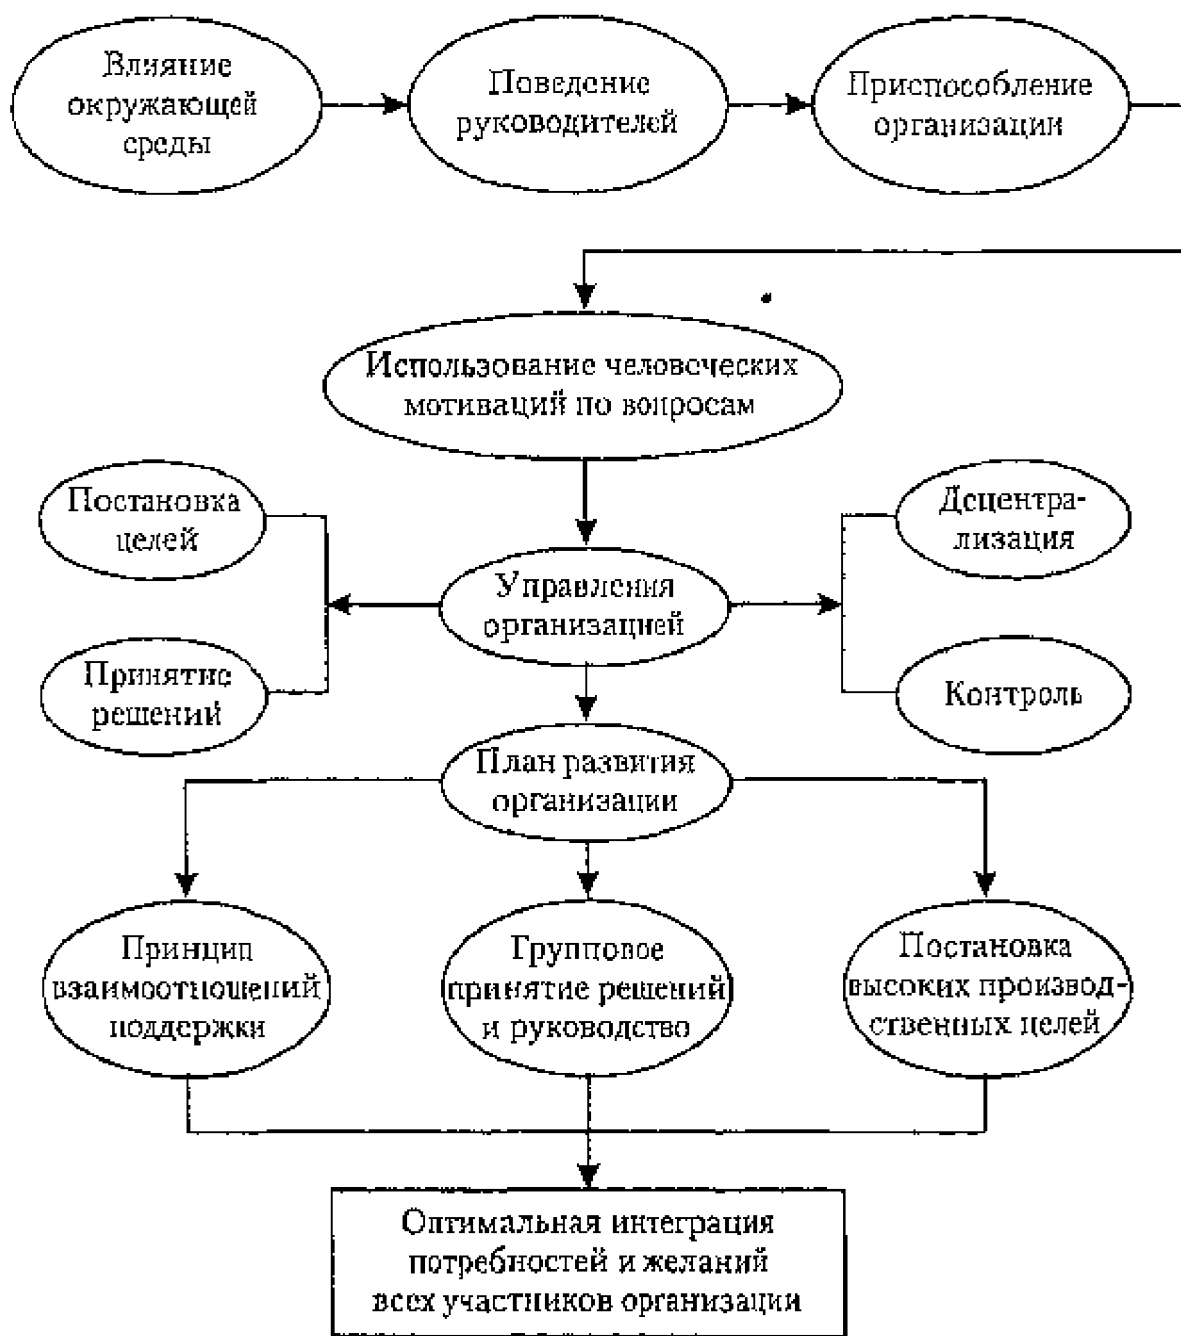 Влияние
окружающей
среды
Поведение
руководителей
Приспособление
организации
Использование человеческих
мотиваций по вопросам
Постановка
целей
Децентра-
лизация
Управления
организацией
Принятие
решений
Контроль
План развития
организации
Принцип
взаимоотношений
поддержки
Групповое
принятие решений
и руководство
Постановка
высоких производ-
ственных целей
Оптимальная интеграция
потребностей и желаний
всех участников организации